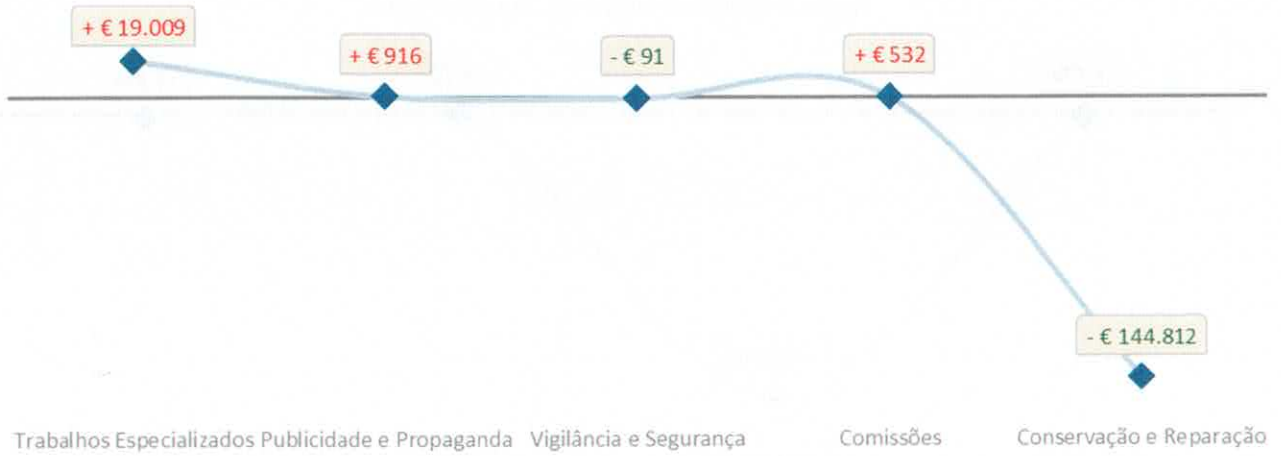 + € 19.009
+ € 916
- € 91
+ € 532
- € 144.812
Trabalhos Especializados Publicidade e Propaganda Vigilância e Segurança Comissões Conservação e Reparação